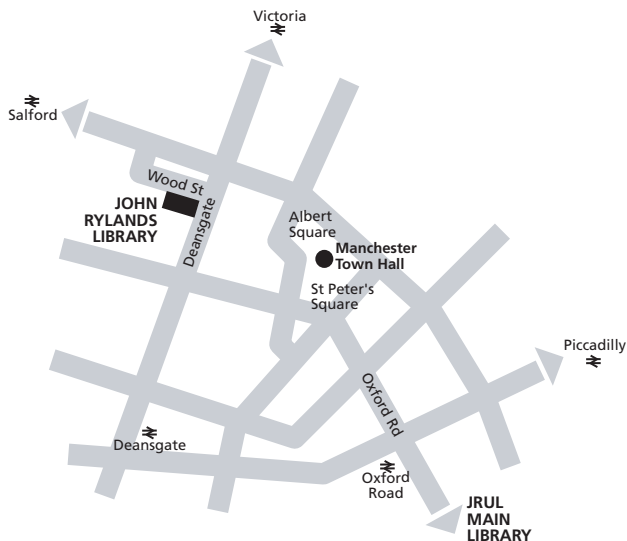 Victoria
Salford
Wood St
JOHN
RYLANDS
LIBRARY
Deansgate
Albert
Square
Manchester
Town Hall
St Peter's
Square
Piccadilly
Oxford Rd
Deansgate
Oxford
Road
JRUL
MAIN
LIBRARY